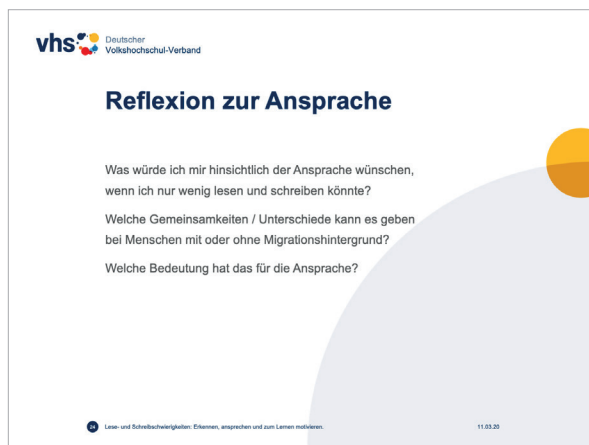 vhs
Deutscher
Volkshochschul-Verband
Reflexion zur Ansprache
Was würde ich mir hinsichtlich der Ansprache wünschen,
wenn ich nur wenig lesen und schreiben könnte?
Welche Gemeinsamkeiten / Unterschiede kann es geben
bei Menschen mit oder ohne Migrationshintergrund?
Welche Bedeutung hat das für die Ansprache?
24 Lese- und Schreibschwierigkeiten: Erkennen, ansprechen und zum Lernen motivieren. 11.03.20